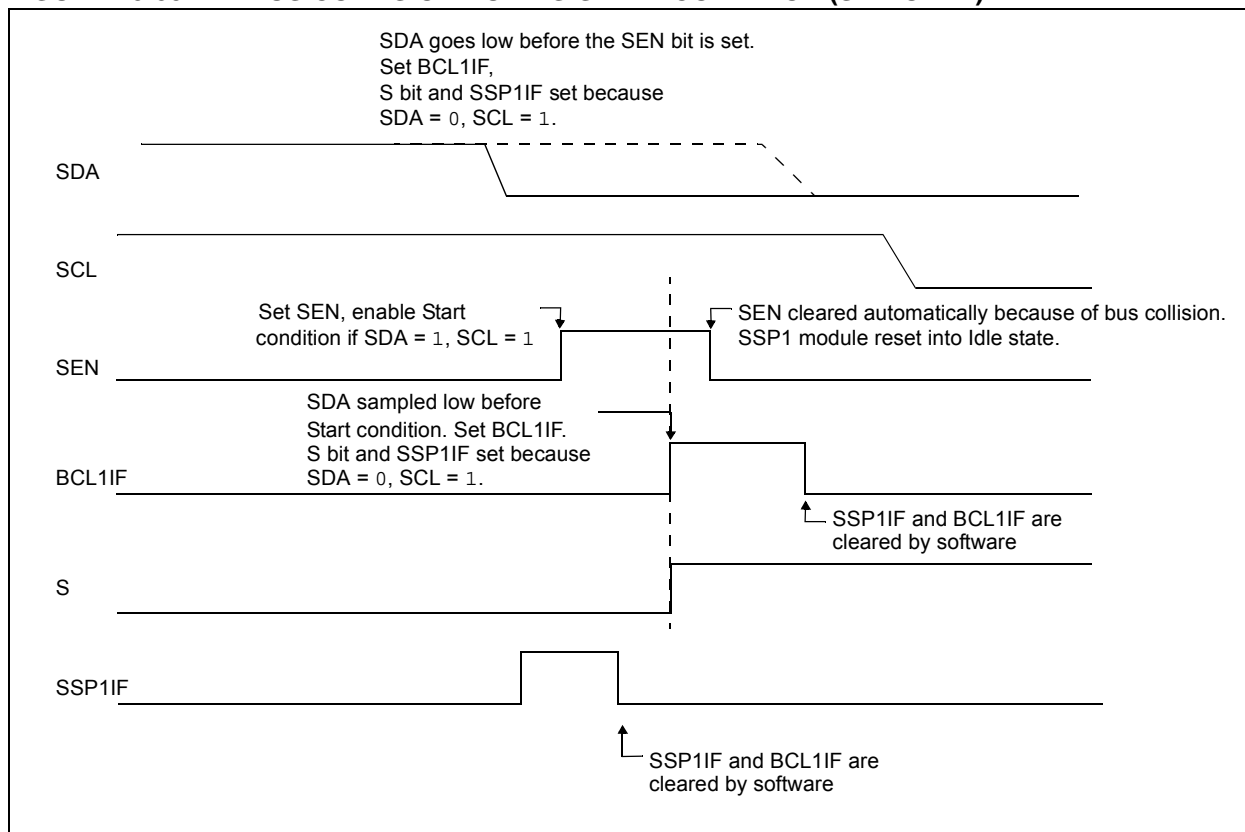 SDA goes low before the SEN bit is set.
Set BCL1IF,
S bit and SSP1IF set because
SDA = 0, SCL = 1.
SDA
SCL
Set SEN, enable Start
condition if SDA = 1, SCL = 1
SEN cleared automatically because of bus collision.
SSP1 module reset into Idle state.
SEN
SDA sampled low before
Start condition. Set BCL1IF.
S bit and SSP1IF set because
SDA = 0, SCL = 1.
BCL1IF
SSP1IF and BCL1IF are
cleared by software
S
SSP1IF
SSP1IF and BCL1IF are
cleared by software